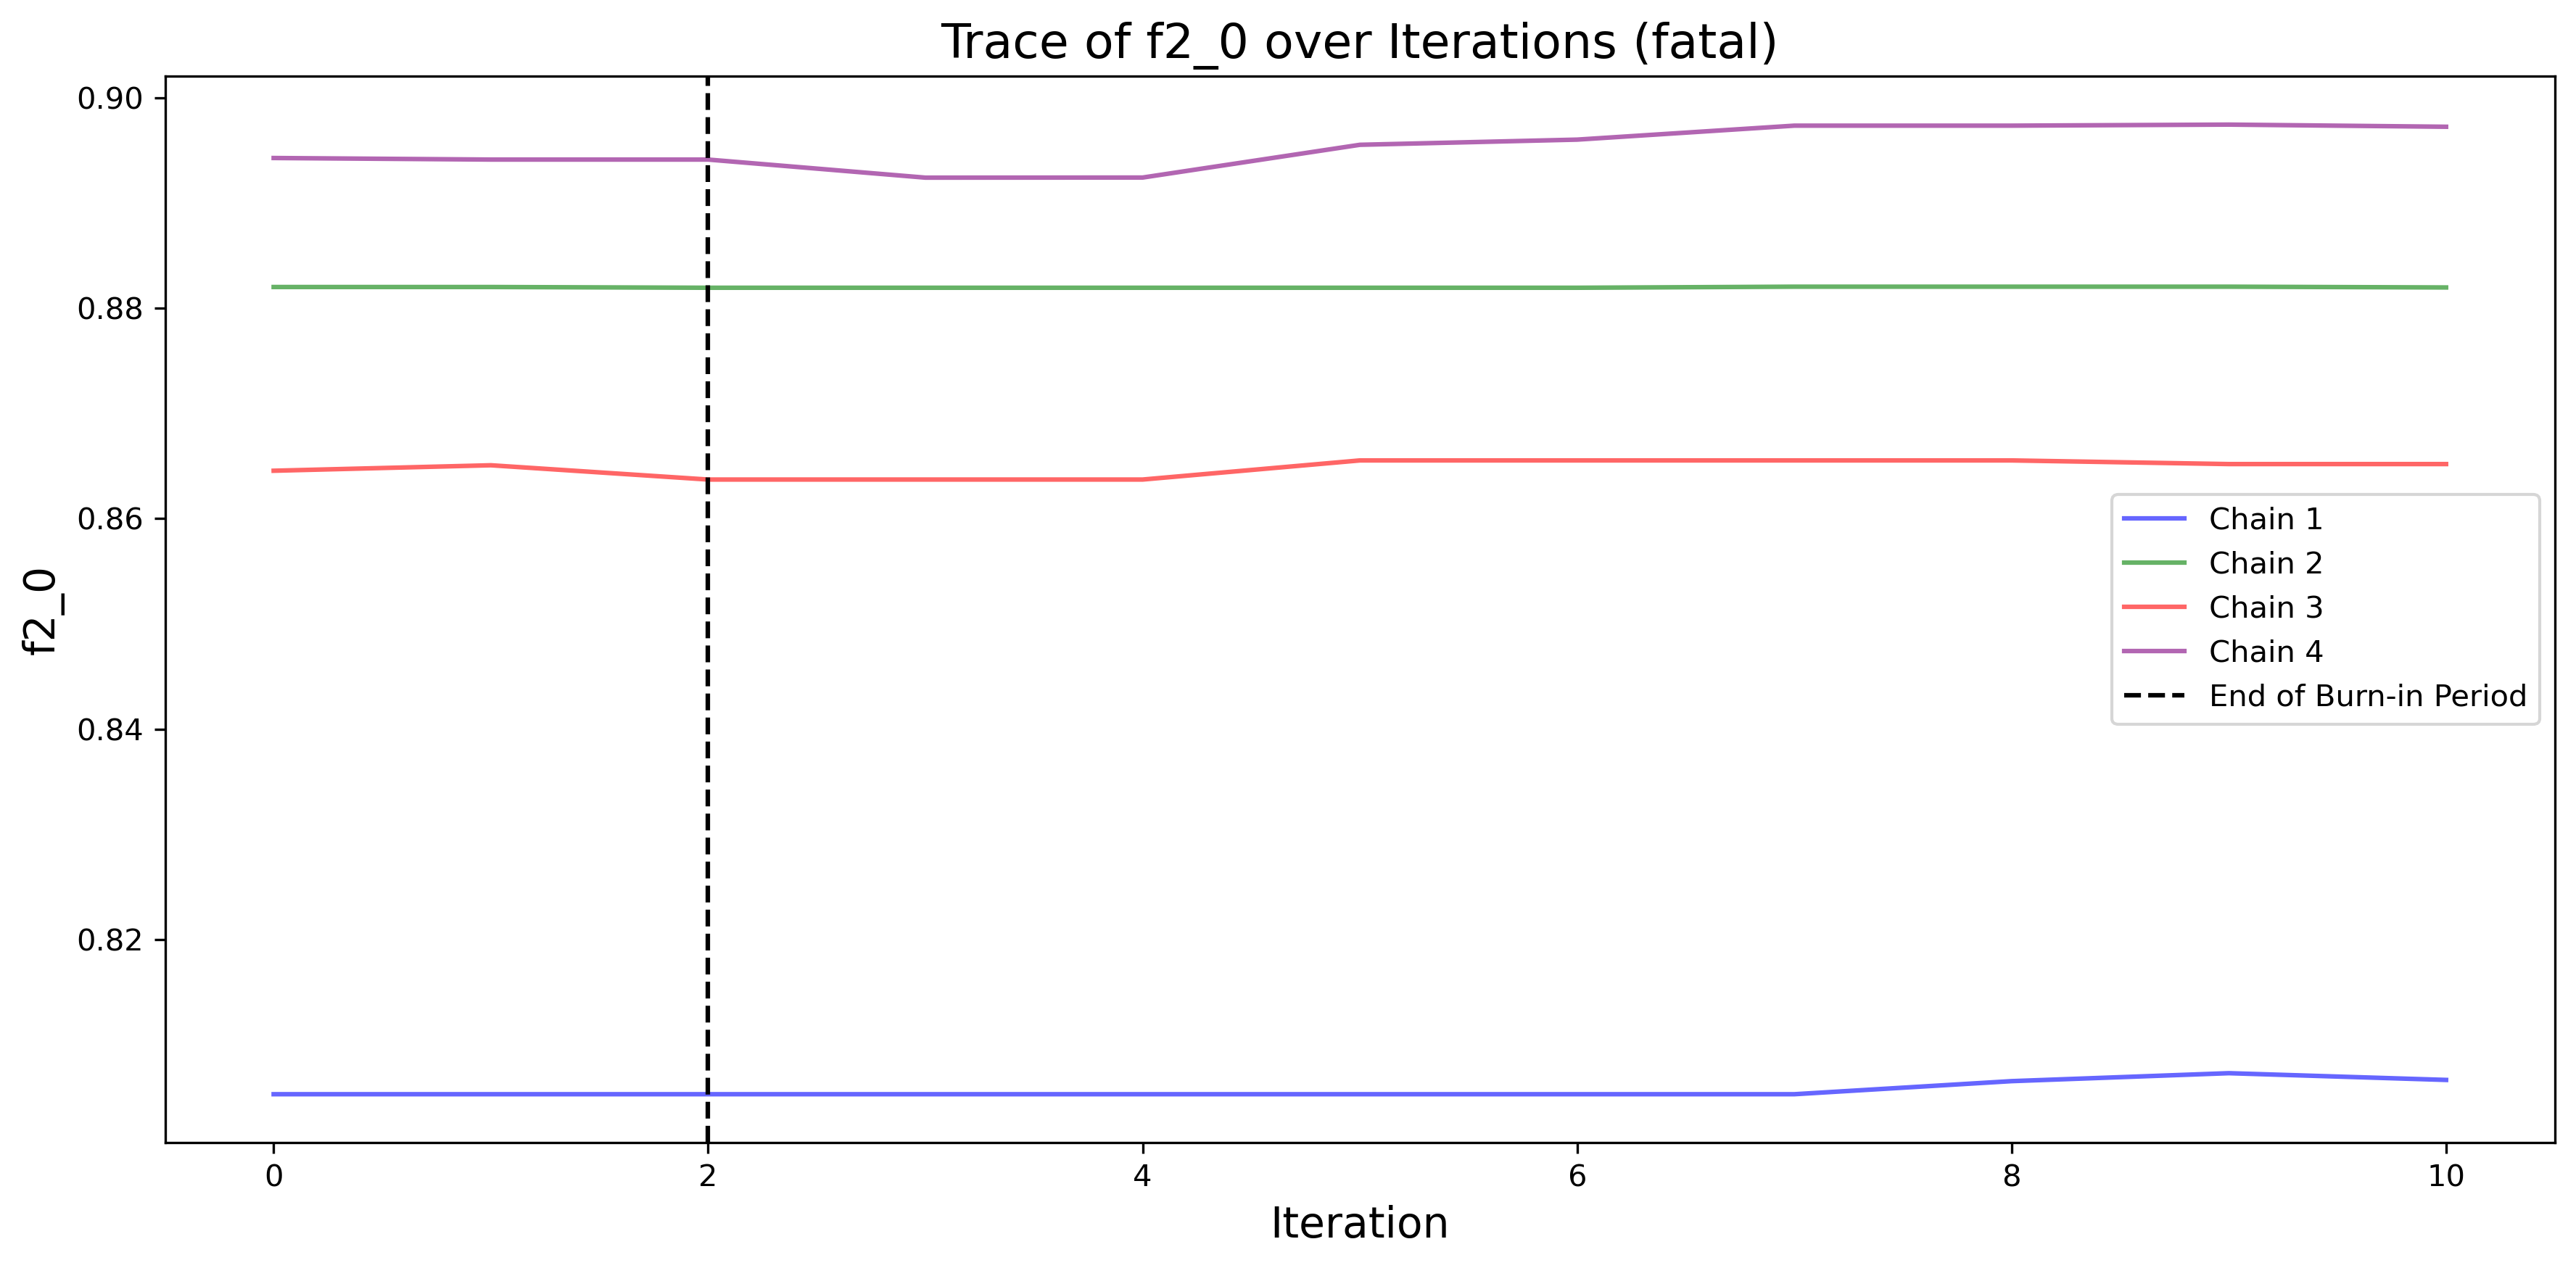 Trace of f2_0 over Iterations (fatal)
0.90
0.88
0.86
0.84
0.82
f2_0
Chain 1
Chain 2
Chain 3
Chain 4
End of Burn-in Period
0 2 4 6 8 10
Iteration